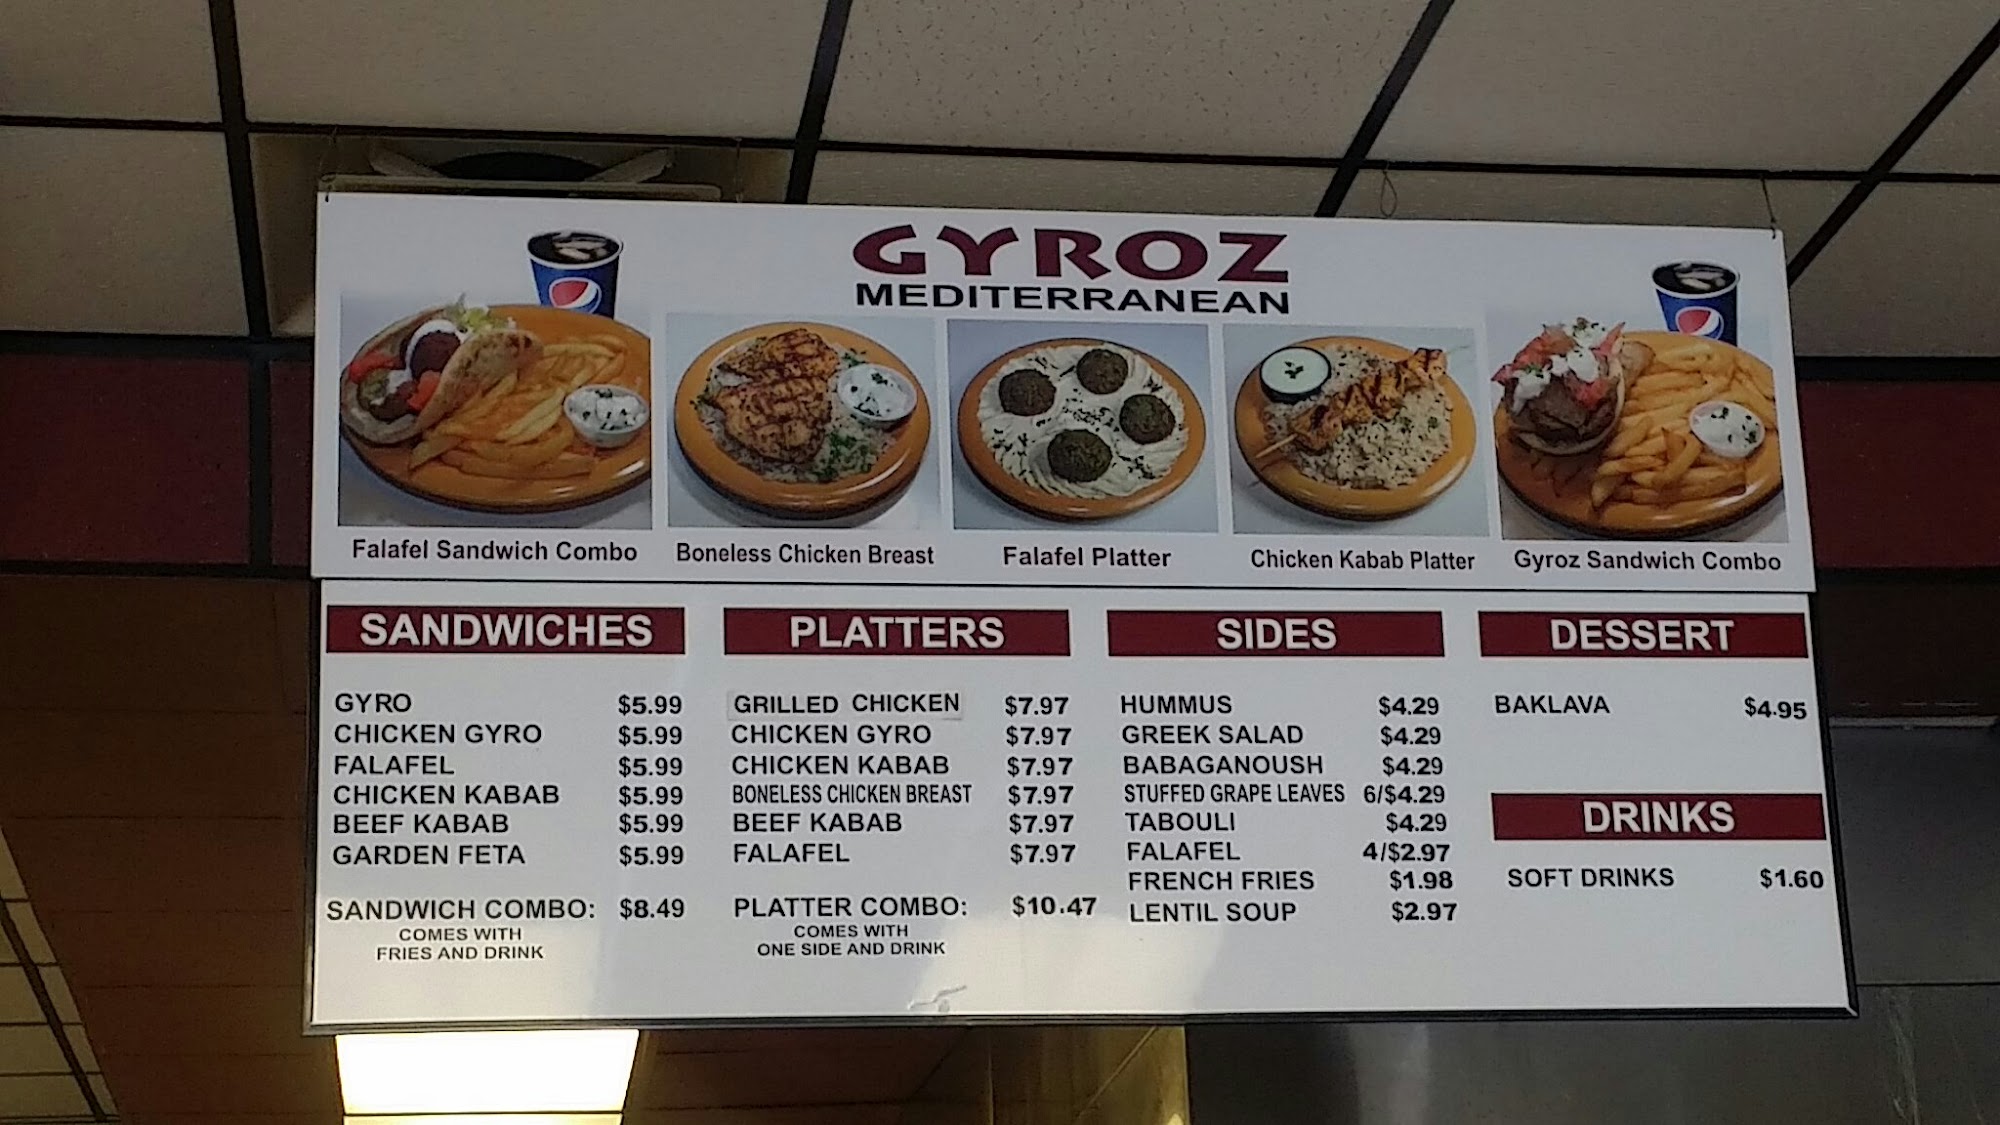 GYROZ
MEDITERRANEAN
Falafel Sandwich Combo
Boneless Chicken Breast
Falafel Platter
Chicken Kabab Platter
Gyroz Sandwich Combo
SANDWICHES
GYRO $5.99
CHICKEN GYRO $5.99
FALAFEL $5.99
CHICKEN KABAB $5.99
BEEF KABAB $5.99
GARDEN FETA $5.99
SANDWICH COMBO: $8.49
COMES WITH
FRIES AND DRINK
PLATTERS
GRILLED CHICKEN $7.97
CHICKEN GYRO $7.97
CHICKEN KABAB $7.97
BONELESS CHICKEN BREAST $7.97
BEEF KABAB $7.97
FALAFEL $7.97
PLATTER COMBO: $10.47
COMES WITH
ONE SIDE AND DRINK
SIDES
HUMMUS $4.29
GREEK SALAD $4.29
BABAGANOUSH $4.29
STUFFED GRAPE LEAVES 6/$4.29
TABOULI $4.29
FALAFEL 4/$2.97
FRENCH FRIES $1.98
LENTIL SOUP $2.97
DESSERT
BAKLAVA $4.95
DRINKS
SOFT DRINKS $1.60